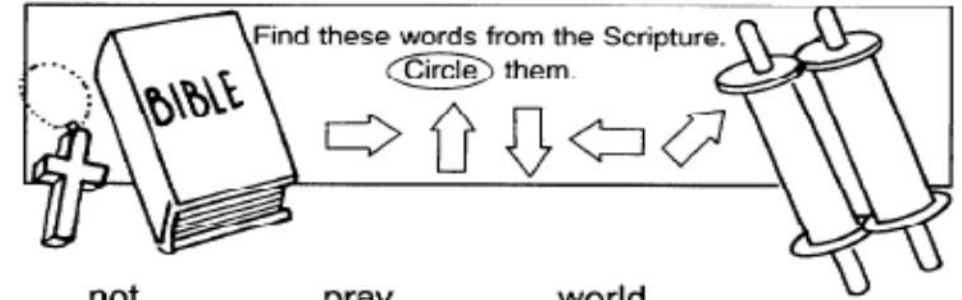 Find these words from the Scripture.
Circle them.
BIBLE
not pray world